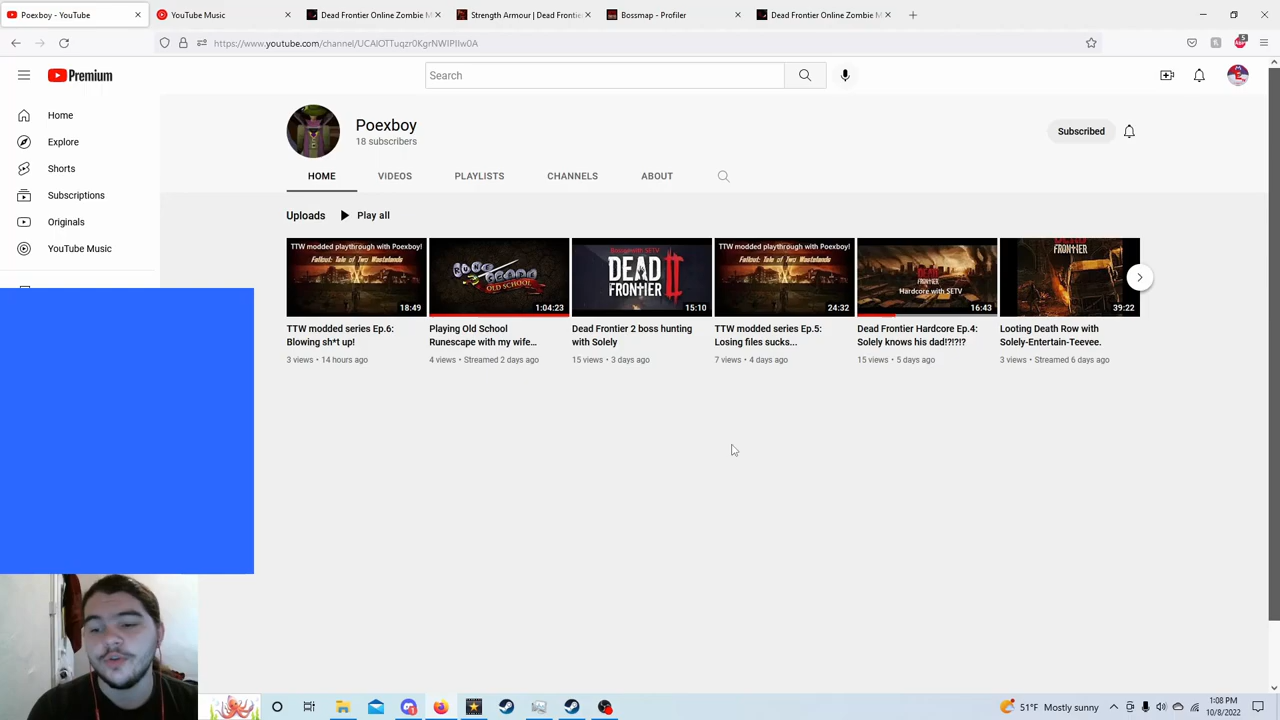 Poexboy - YouTube
YouTube Music
Dead Frontier Online Zombie M
Strength Armour | Dead Frontie
Bossmap - Profiler
Dead Frontier Online Zombie M
https://www.youtube.com/channel/UCAIOTTuqzr0KgrNWIPIIw0A
Premium
Search
Home
Explore
Shorts
Subscriptions
Originals
YouTube Music
Poexboy
18 subscribers
Subscribed
HOME
VIDEOS
PLAYLISTS
CHANNELS
ABOUT
Uploads
Play all
TTW modded playthrough with Poexboy!
Fallout: Tale of Two Wastelands
18:49
RuneScape
OLD SCHOOL
1:04:23
DEAD
FRONTIER
15:10
TTW modded playthrough with Poexboy!
Fallout: Tale of Two Wastelands
24:32
DEAD
FRONTIER
Hardcore with SETV
16:43
FRONTIER
39:22
TTW modded series Ep.6:
Blowing sh*t up!
3 views • 14 hours ago
Playing Old School
Runescape with my wife...
4 views • Streamed 2 days ago
Dead Frontier 2 boss hunting
with Solely
15 views • 3 days ago
TTW modded series Ep.5:
Losing files sucks...
7 views • 4 days ago
Dead Frontier Hardcore Ep.4:
Solely knows his dad!?!?!?
15 views • 5 days ago
Looting Death Row with
Solely-Entertain-Teevee.
3 views • Streamed 6 days ago
51°F Mostly sunny
1:08 PM
10/8/2022